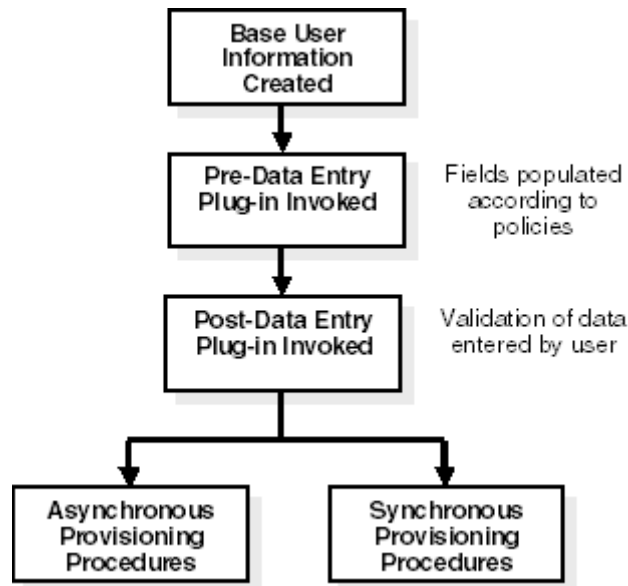 Base User
Information
Created
Pre-Data Entry
Plug-in Invoked
Fields populated
according to
policies
Post-Data Entry
Plug-in Invoked
Validation of data
entered by user
Asynchronous
Provisioning
Procedures
Synchronous
Provisioning
Procedures